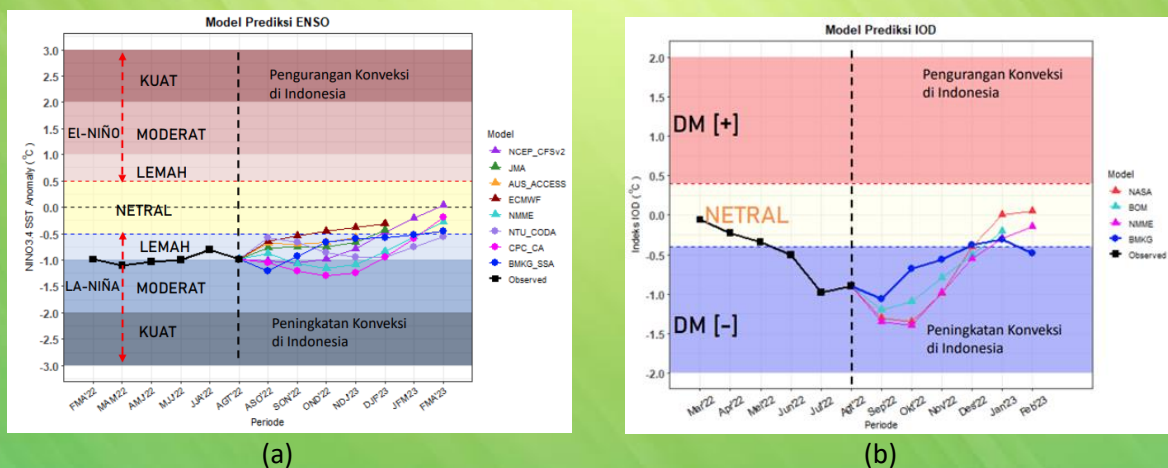 Model Prediksi ENSO
NINO3.4 SST Anomaly (°C)
3.0
2.5
2.0
1.5
1.0
0.5
0.0
-0.5
-1.0
-1.5
-2.0
-2.5
-3.0
KUAT
Pengurangan Konveksi
di Indonesia
El-NIÑO
MODERAT
LEMAH
NETRAL
LEMAH
LA-NIÑA
MODERAT
KUAT
Peningkatan Konveksi
di Indonesia
FMA'22
MAM'22
AMJ'22
MJJ'22
JJA'22
AGT'22
ASO'22
SON'22
OND'22
NDJ'23
DJF'23
JFM'23
FMA'23
Periode
Model
NCEP_CFSv2
JMA
AUS_ACCESS
ECMWF
NMME
NTU_CODA
CPC_CA
BMKG_SSA
Observed
(a)
Model Prediksi IOD
Indeks IOD (°C)
2.0
1.5
1.0
0.5
0.0
-0.5
-1.0
-1.5
-2.0
Pengurangan Konveksi
di Indonesia
DM [+]
NETRAL
DM [-]
Peningkatan Konveksi
di Indonesia
Mar'22
Apr'22
Mei'22
Jun'22
Jul'22
Agt'22
Sep'22
Okt'22
Nov'22
Des'22
Jan'23
Feb'23
Periode
Model
NASA
BOM
NMME
BMKG
Observed
(b)